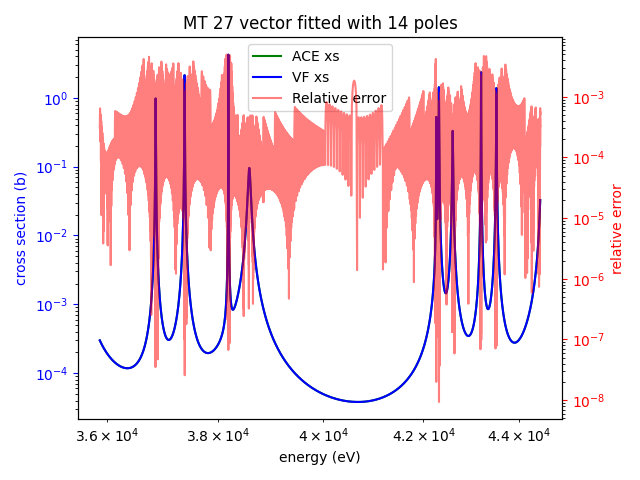 MT 27 vector fitted with 14 poles
ACE xs
VF xs
Relative error
cross section (b)
10⁰
10⁻¹
10⁻²
10⁻³
10⁻⁴
relative error
10⁻³
10⁻⁴
10⁻⁵
10⁻⁶
10⁻⁷
10⁻⁸
3.6 × 10⁴ 3.8 × 10⁴ 4 × 10⁴ 4.2 × 10⁴ 4.4 × 10⁴
energy (eV)